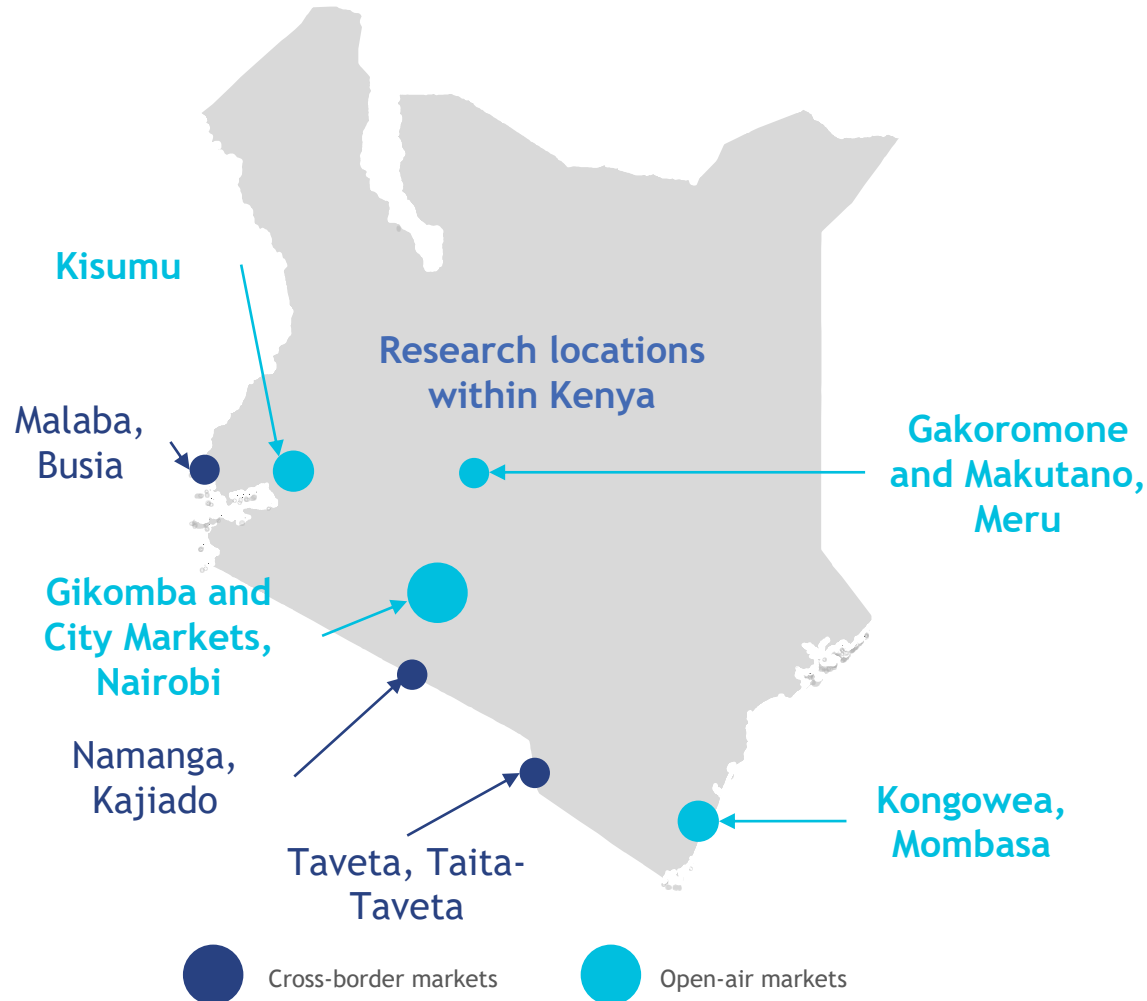 Kisumu
Research locations
within Kenya
Malaba,
Busia
Gakoromone
and Makutano,
Meru
Gikomba and
City Markets,
Nairobi
Namanga,
Kajiado
Kongowea,
Mombasa
Taveta, Taita-
Taveta
Cross-border markets
Open-air markets